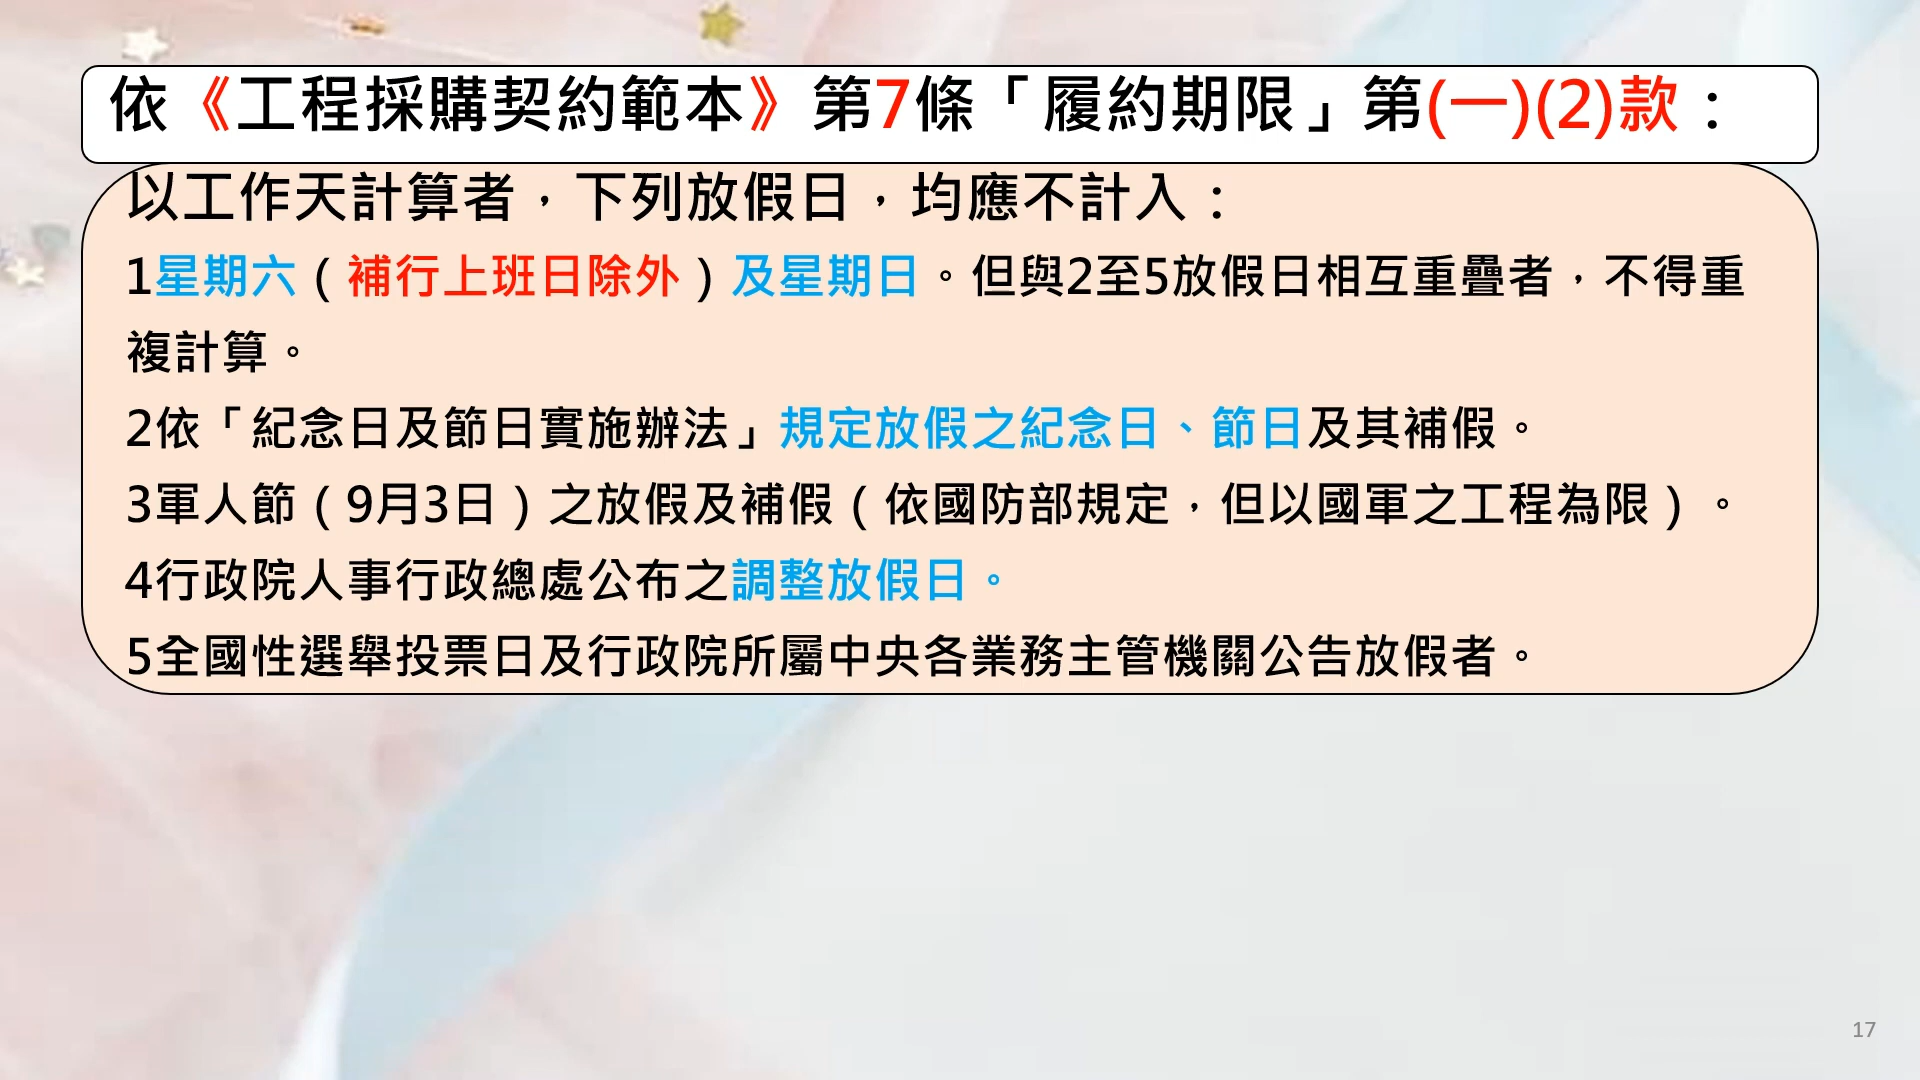 依《工程採購契約範本》第7條「履約期限」第(一)(2)款：
以工作天計算者，下列放假日，均應不計入：
1星期六（補行上班日除外）及星期日。但與2至5放假日相互重疊者，不得重
複計算。
2依「紀念日及節日實施辦法」規定放假之紀念日、節日及其補假。
3軍人節（9月3日）之放假及補假（依國防部規定，但以國軍之工程為限）。
4行政院人事行政總處公布之調整放假日。
5全國性選舉投票日及行政院所屬中央各業務主管機關公告放假者。
17